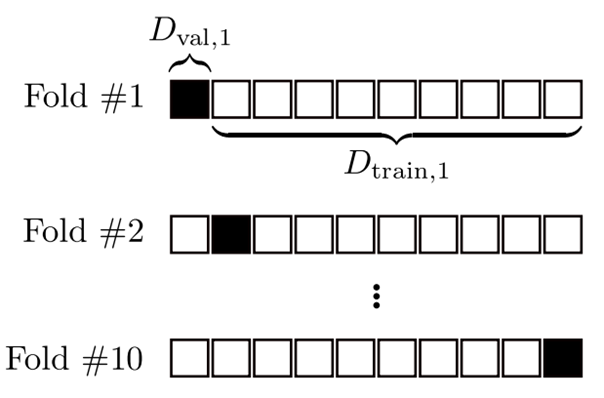 D_val,1
Fold #1
D_train,1
Fold #2
⋮
Fold #10